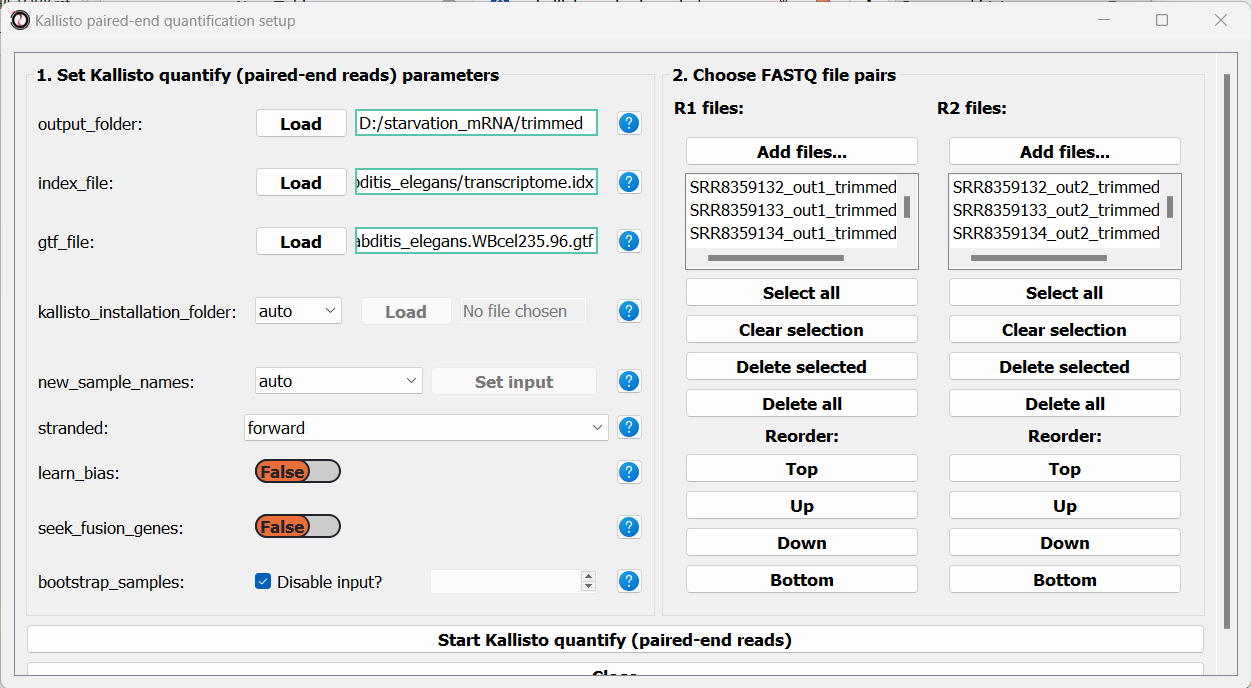 Kallisto paired-end quantification setup
1. Set Kallisto quantify (paired-end reads) parameters
output_folder:
Load
D:/starvation_mRNA/trimmed
?
index_file:
Load
bditis_elegans/transcriptome.idx
?
gtf_file:
Load
abditis_elegans.WBcel235.96.gtf
?
kallisto_installation_folder:
auto
Load
No file chosen
?
new_sample_names:
auto
Set input
?
stranded:
forward
?
learn_bias:
False
?
seek_fusion_genes:
False
?
bootstrap_samples:
Disable input?
?
2. Choose FASTQ file pairs
R1 files:
Add files...
SRR8359132_out1_trimmed
SRR8359133_out1_trimmed
SRR8359134_out1_trimmed
Select all
Clear selection
Delete selected
Delete all
Reorder:
Top
Up
Down
Bottom
R2 files:
Add files...
SRR8359132_out2_trimmed
SRR8359133_out2_trimmed
SRR8359134_out2_trimmed
Select all
Clear selection
Delete selected
Delete all
Reorder:
Top
Up
Down
Bottom
Start Kallisto quantify (paired-end reads)
Close